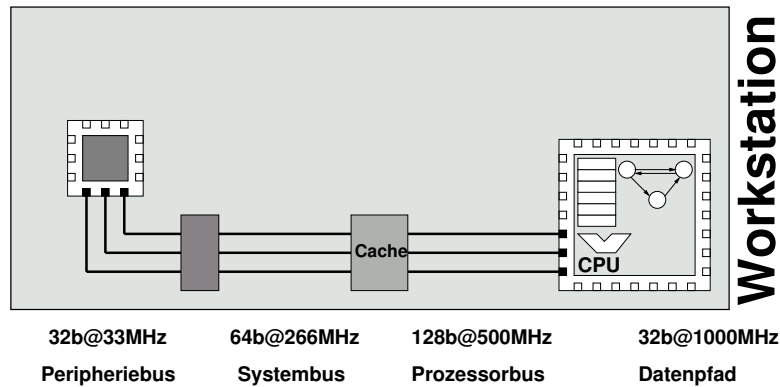 Workstation
Cache
CPU
32b@33MHz 64b@266MHz 128b@500MHz 32b@1000MHz
Peripheriebus Systembus Prozessorbus Datenpfad